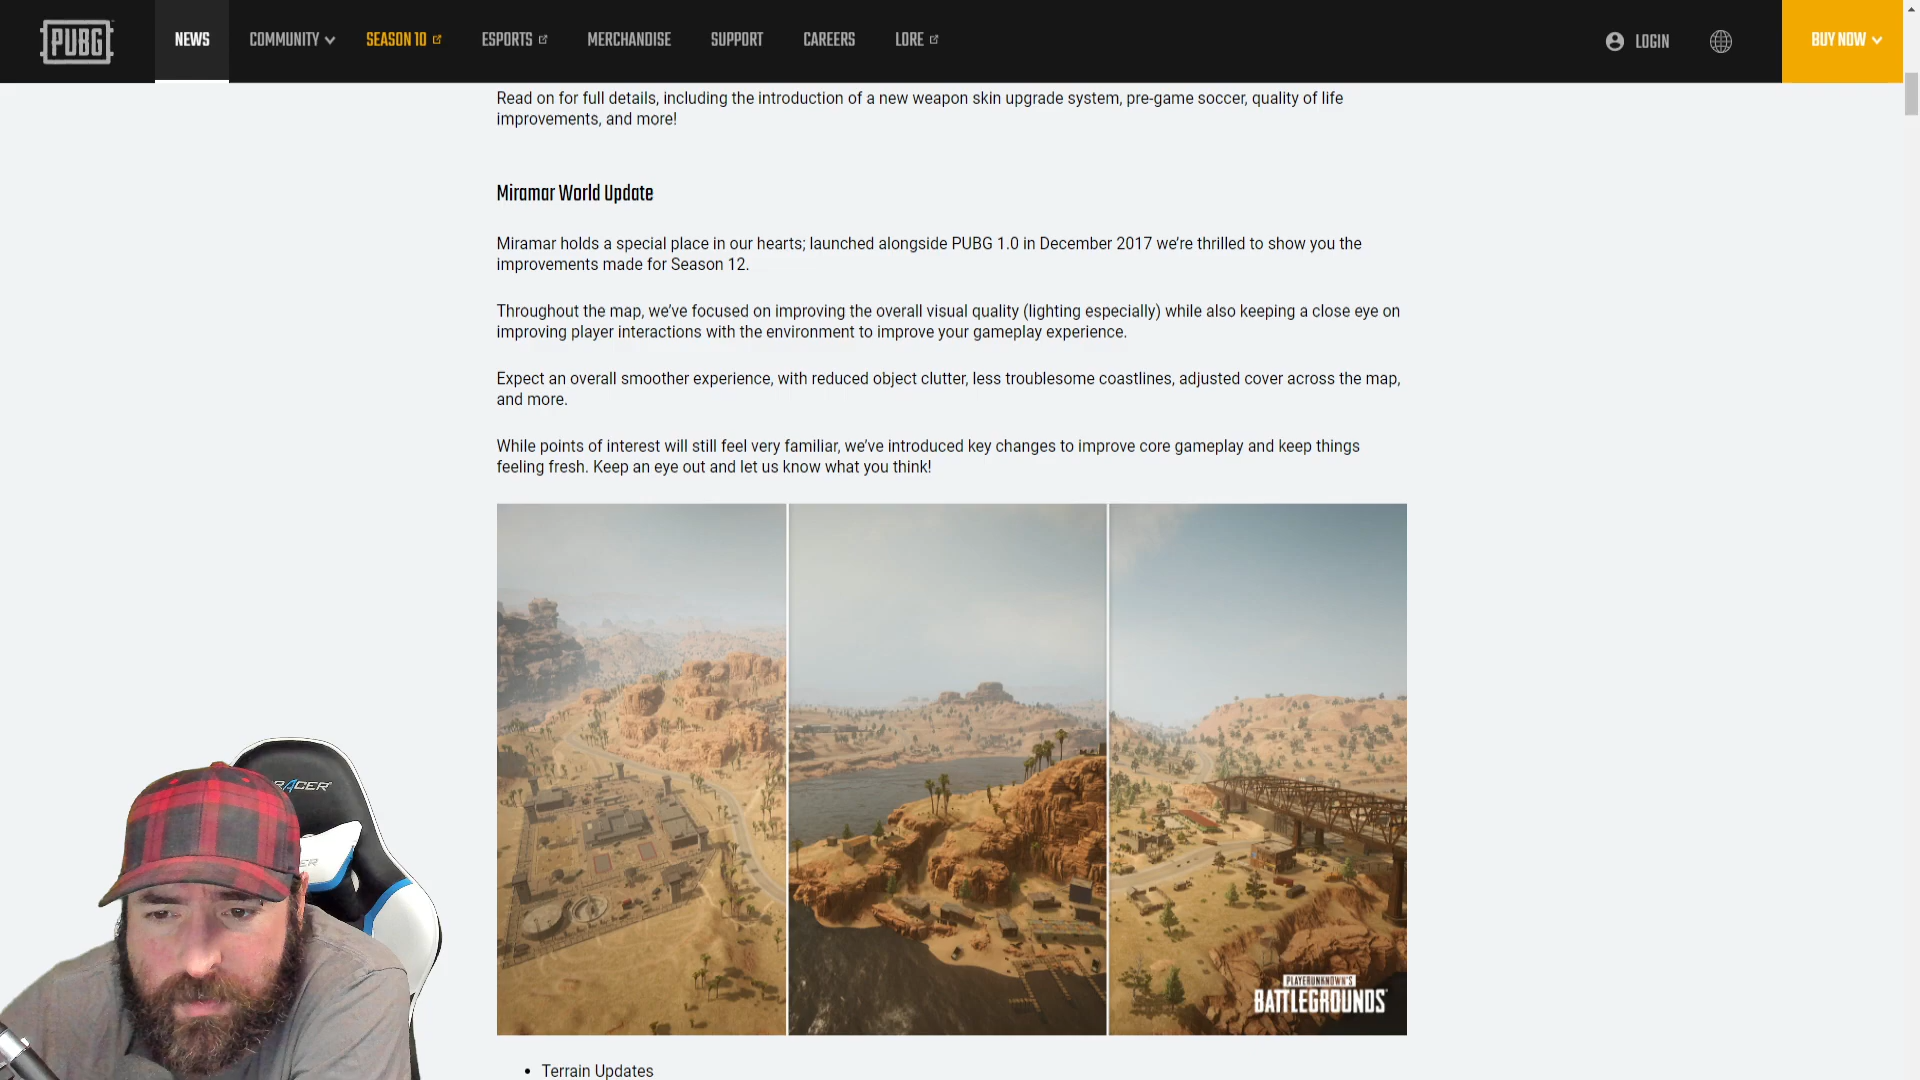 PUBG
NEWS
COMMUNITY
SEASON 10
ESPORTS
MERCHANDISE
SUPPORT
CAREERS
LORE
LOGIN
BUY NOW
Read on for full details, including the introduction of a new weapon skin upgrade system, pre-game soccer, quality of life
improvements, and more!
Miramar World Update
Miramar holds a special place in our hearts; launched alongside PUBG 1.0 in December 2017 we’re thrilled to show you the
improvements made for Season 12.
Throughout the map, we’ve focused on improving the overall visual quality (lighting especially) while also keeping a close eye on
improving player interactions with the environment to improve your gameplay experience.
Expect an overall smoother experience, with reduced object clutter, less troublesome coastlines, adjusted cover across the map,
and more.
While points of interest will still feel very familiar, we’ve introduced key changes to improve core gameplay and keep things
feeling fresh. Keep an eye out and let us know what you think!
PLAYERUNKNOWN'S
BATTLEGROUNDS
• Terrain Updates